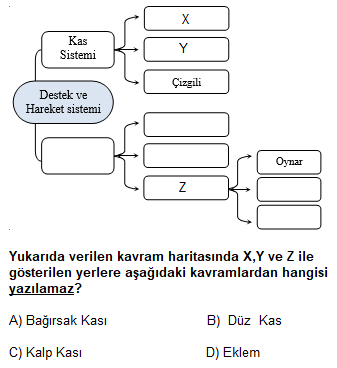 X
Kas
Sistemi
Y
Çizgili
Destek ve
Hareket sistemi
Z
Oynar
Yukarıda verilen kavram haritasında X,Y ve Z ile
gösterilen yerlere aşağıdaki kavramlardan hangisi
yazılamaz?
A) Bağırsak Kası
B) Düz Kas
C) Kalp Kası
D) Eklem